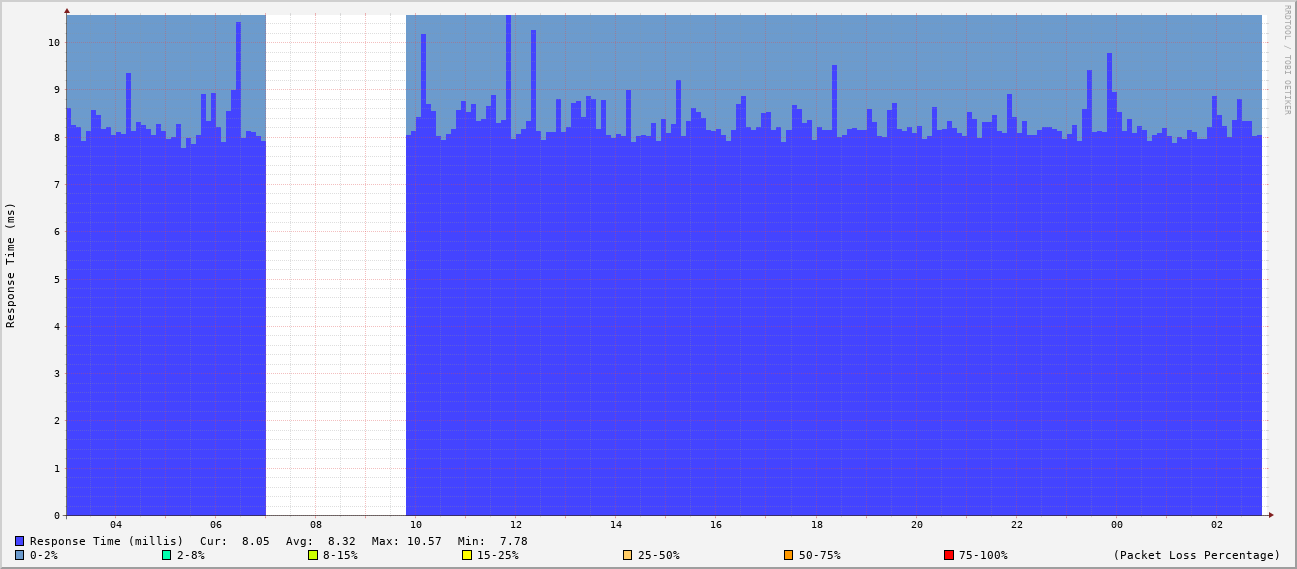 RRDTOOL / TOBI OETIKER
Response Time (ms)
10
9
8
7
6
5
4
3
2
1
0
04 06 08 10 12 14 16 18 20 22 00 02
Response Time (millis) Cur: 8.05 Avg: 8.32 Max: 10.57 Min: 7.78
0-2% 2-8% 8-15% 15-25% 25-50% 50-75% 75-100% (Packet Loss Percentage)